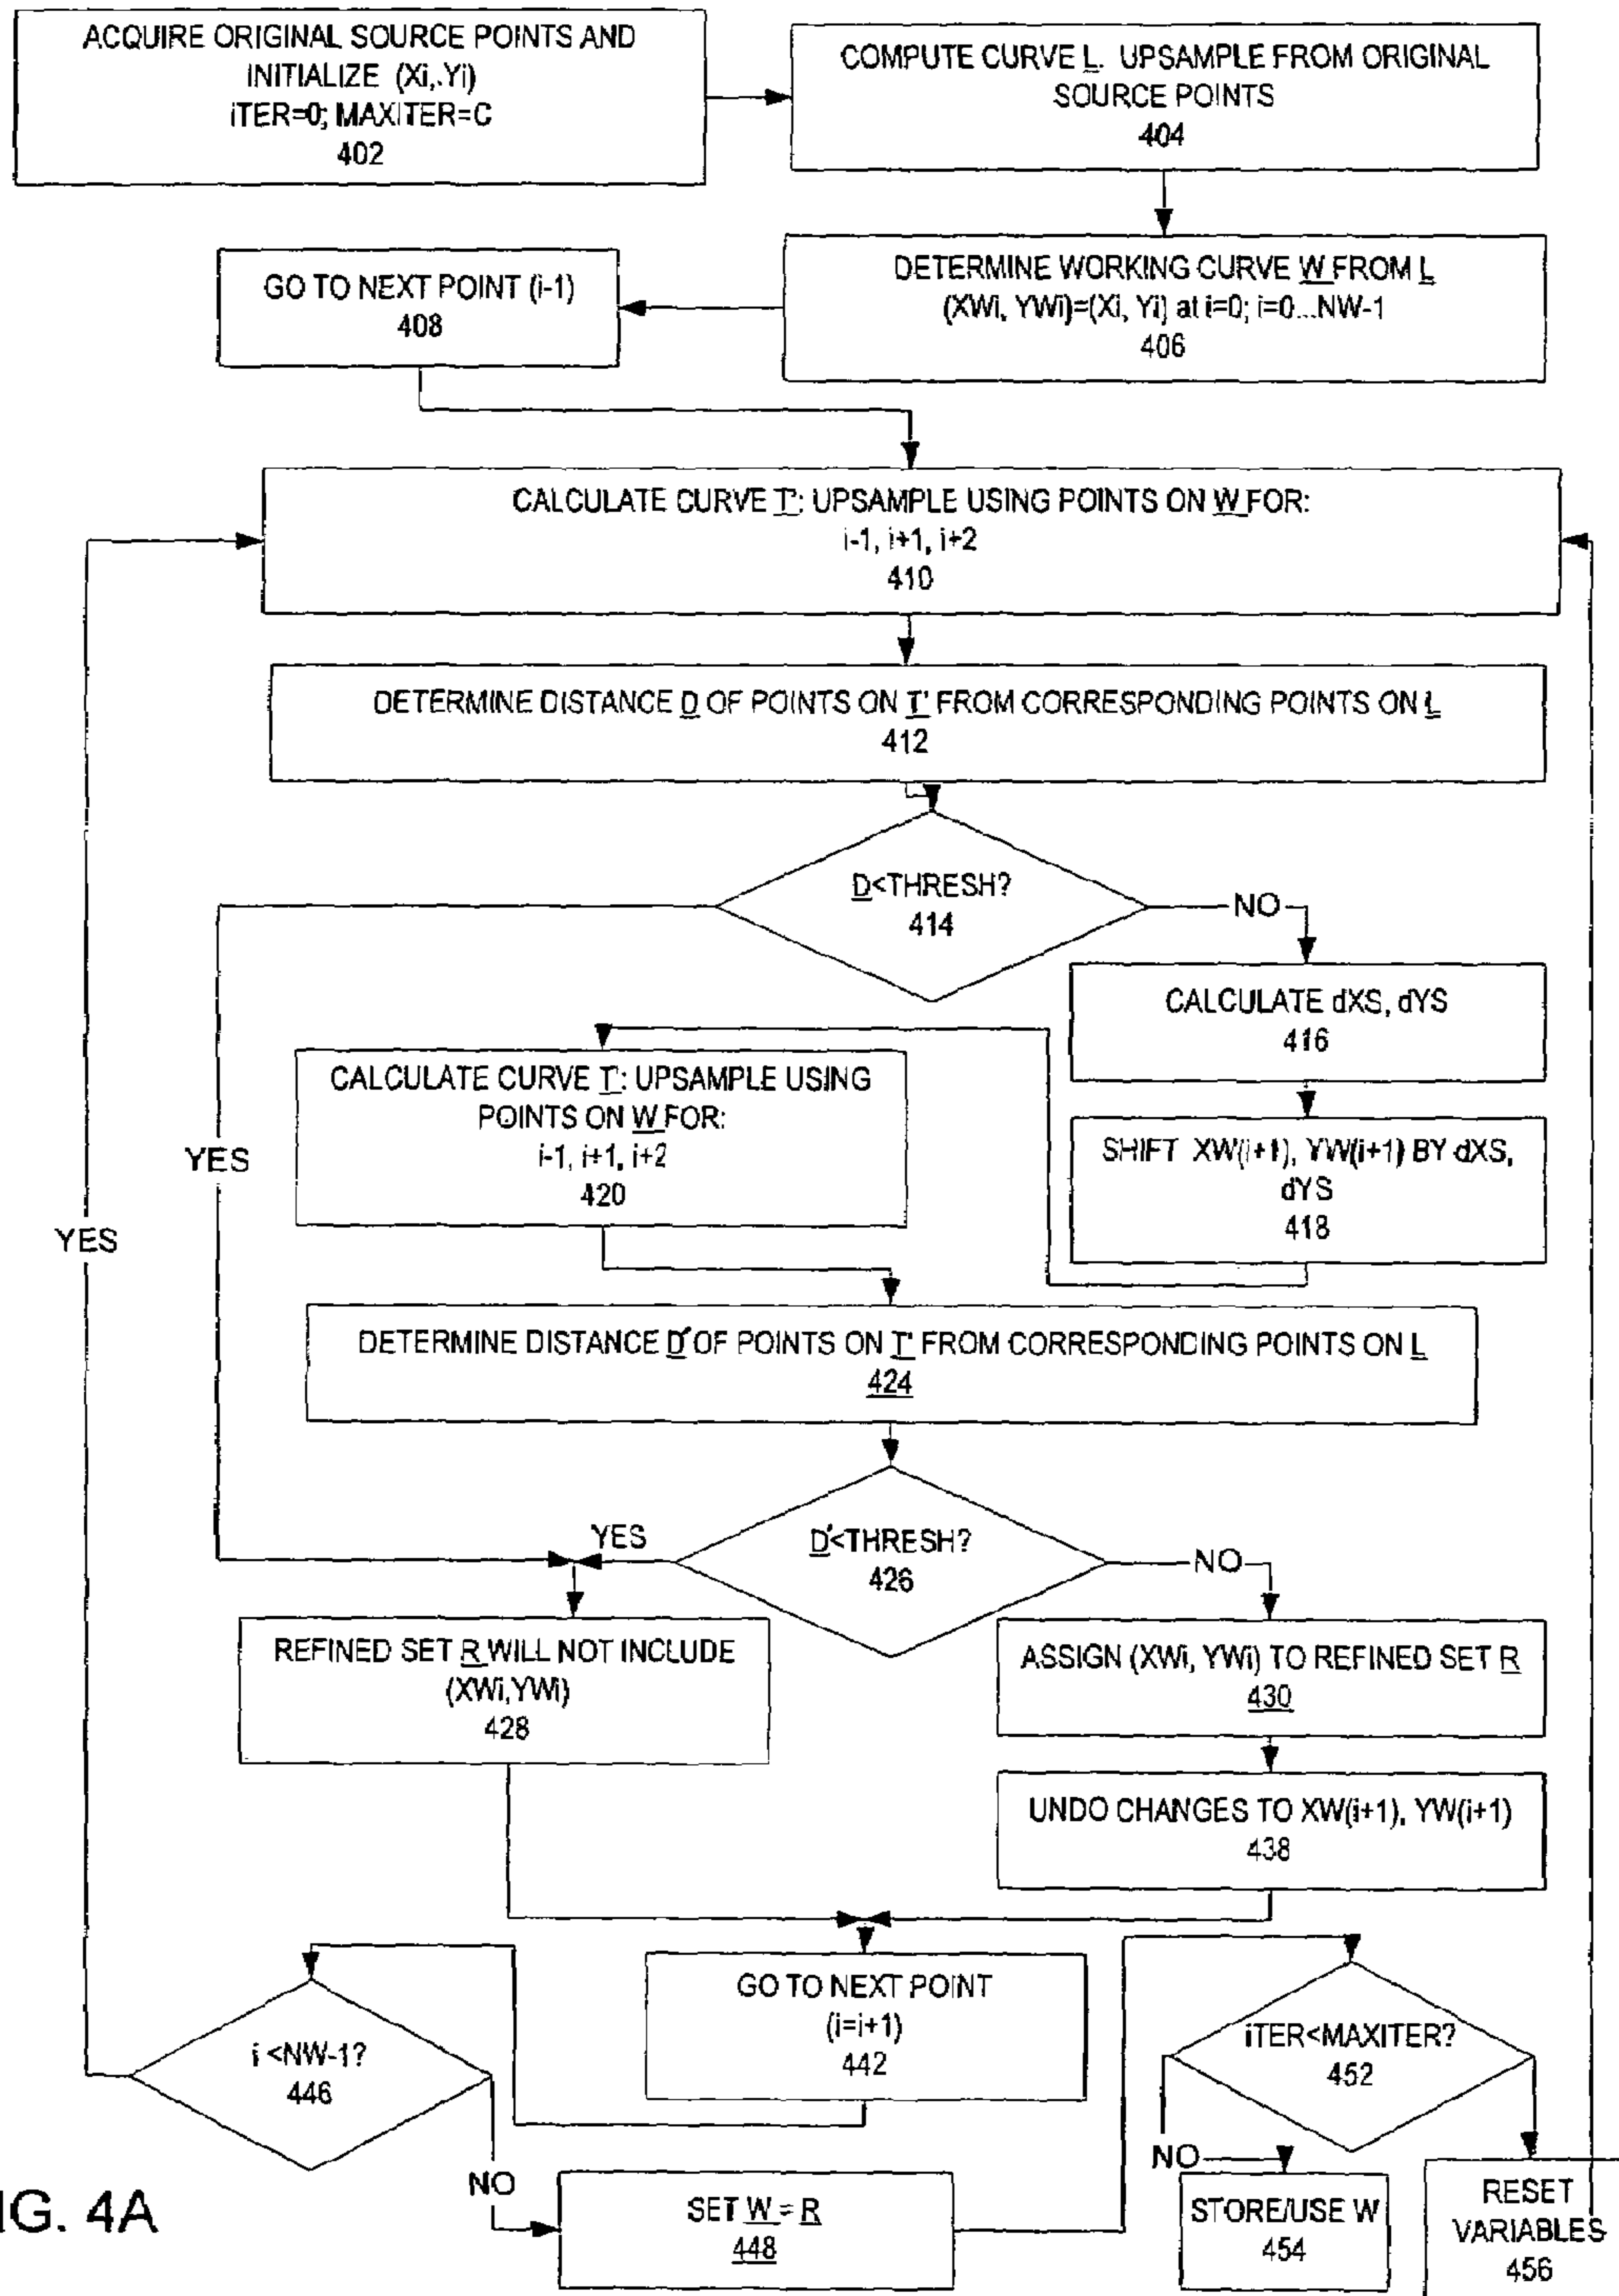 ACQUIRE ORIGINAL SOURCE POINTS AND
INITIALIZE (Xi,.Yi)
iTER=0; MAXITER=C
402
COMPUTE CURVE L. UPSAMPLE FROM ORIGINAL
SOURCE POINTS
404
DETERMINE WORKING CURVE W FROM L
(XWi, YWi)=(Xi, Yi) at i=0; i=0...NW-1
406
GO TO NEXT POINT (i-1)
408
CALCULATE CURVE T': UPSAMPLE USING POINTS ON W FOR:
i-1, i+1, i+2
410
DETERMINE DISTANCE D OF POINTS ON T' FROM CORRESPONDING POINTS ON L
412
D<THRESH?
414
NO
CALCULATE dXS, dYS
416
SHIFT XW(i+1), YW(i+1) BY dXS,
dYS
418
CALCULATE CURVE T': UPSAMPLE USING
POINTS ON W FOR:
i-1, i+1, i+2
420
YES
YES
DETERMINE DISTANCE D' OF POINTS ON T' FROM CORRESPONDING POINTS ON L
424
D'<THRESH?
426
YES
NO
REFINED SET R WILL NOT INCLUDE
(XWi,YWi)
428
ASSIGN (XWi, YWi) TO REFINED SET R
430
UNDO CHANGES TO XW(i+1), YW(i+1)
438
GO TO NEXT POINT
(i=i+1)
442
i <NW-1?
446
NO
SET W = R
448
iTER<MAXITER?
452
NO
STORE/USE W
454
RESET
VARIABLES
456
IG. 4A